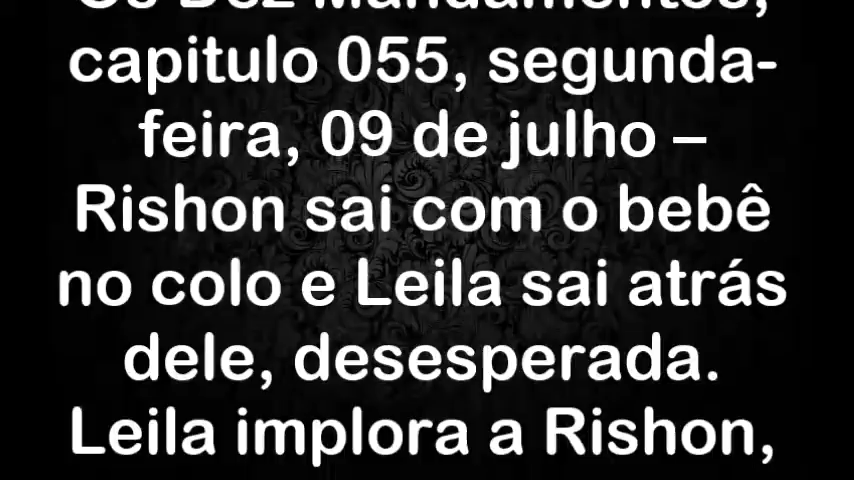 Os Dez Mandamentos,
capitulo 055, segunda-
feira, 09 de julho –
Rishon sai com o bebê
no colo e Leila sai atrás
dele, desesperada.
Leila implora a Rishon,